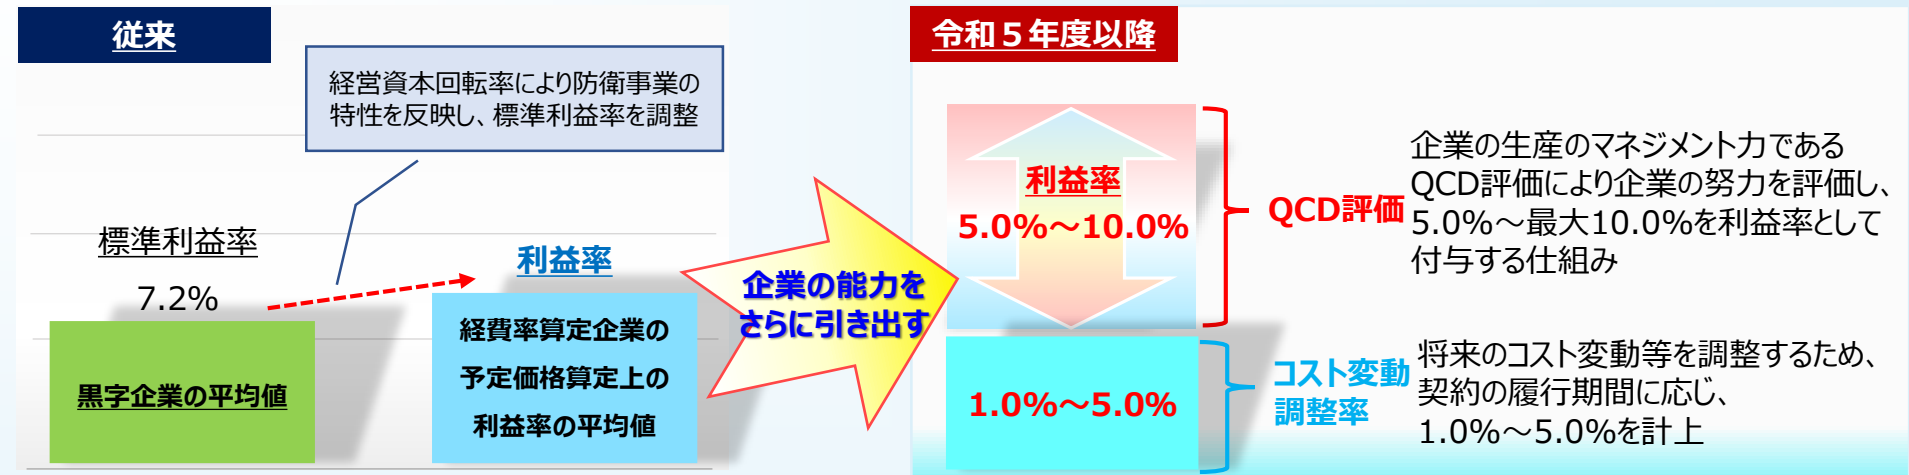 従来
経営資本回転率により防衛事業の
特性を反映し、標準利益率を調整
標準利益率
7.2%
黒字企業の平均値
利益率
経費率算定企業の
予定価格算定上の
利益率の平均値
企業の能力を
さらに引き出す
令和５年度以降
利益率
5.0%～10.0%
QCD評価
企業の生産のマネジメント力である
QCD評価により企業の努力を評価し、
5.0%～最大10.0%を利益率として
付与する仕組み
1.0%～5.0%
コスト変動
調整率
将来のコスト変動等を調整するため、
契約の履行期間に応じ、
1.0%～5.0%を計上